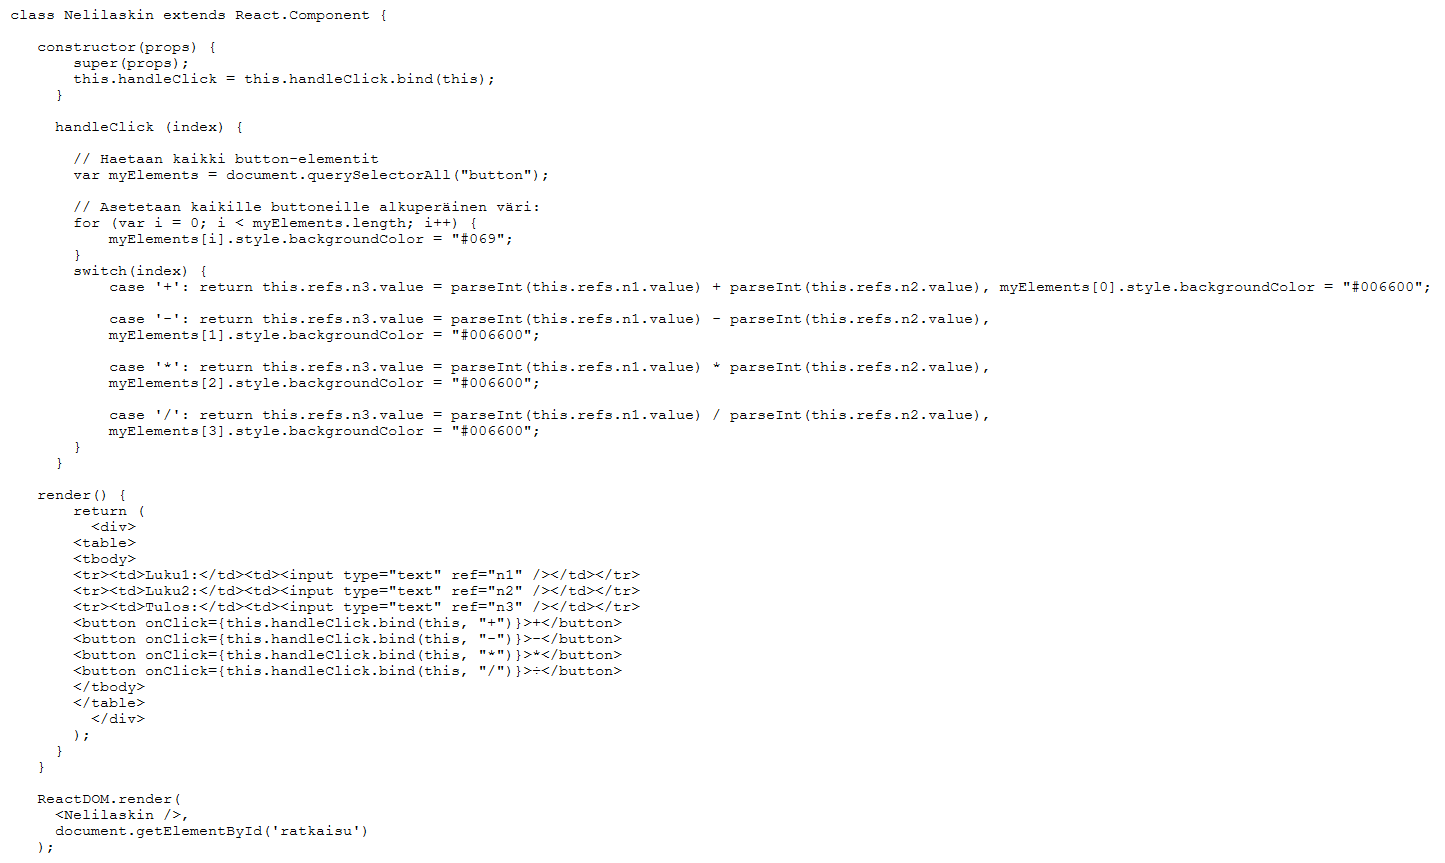 class Nelilaskin extends React.Component {
constructor(props) {
super(props);
this.handleClick = this.handleClick.bind(this);
}
handleClick (index) {
// Haetaan kaikki button-elementit
var myElements = document.querySelectorAll("button");
// Asetetaan kaikille buttoneille alkuperäinen väri:
for (var i = 0; i < myElements.length; i++) {
myElements[i].style.backgroundColor = "#069";
}
switch(index) {
case '+': return this.refs.n3.value = parseInt(this.refs.n1.value) + parseInt(this.refs.n2.value), myElements[0].style.backgroundColor = "#006600";
case '-': return this.refs.n3.value = parseInt(this.refs.n1.value) - parseInt(this.refs.n2.value),
myElements[1].style.backgroundColor = "#006600";
case '*': return this.refs.n3.value = parseInt(this.refs.n1.value) * parseInt(this.refs.n2.value),
myElements[2].style.backgroundColor = "#006600";
case '/': return this.refs.n3.value = parseInt(this.refs.n1.value) / parseInt(this.refs.n2.value),
myElements[3].style.backgroundColor = "#006600";
}
}
render() {
return (
<div>
<table>
<tbody>
<tr><td>Luku1:</td><td><input type="text" ref="n1" /></td></tr>
<tr><td>Luku2:</td><td><input type="text" ref="n2" /></td></tr>
<tr><td>Tulos:</td><td><input type="text" ref="n3" /></td></tr>
<button onClick={this.handleClick.bind(this, "+")}>+</button>
<button onClick={this.handleClick.bind(this, "-")}>-</button>
<button onClick={this.handleClick.bind(this, "*")}>*</button>
<button onClick={this.handleClick.bind(this, "/")}>÷</button>
</tbody>
</table>
</div>
);
}
}
ReactDOM.render(
<Nelilaskin />,
document.getElementById('ratkaisu')
);